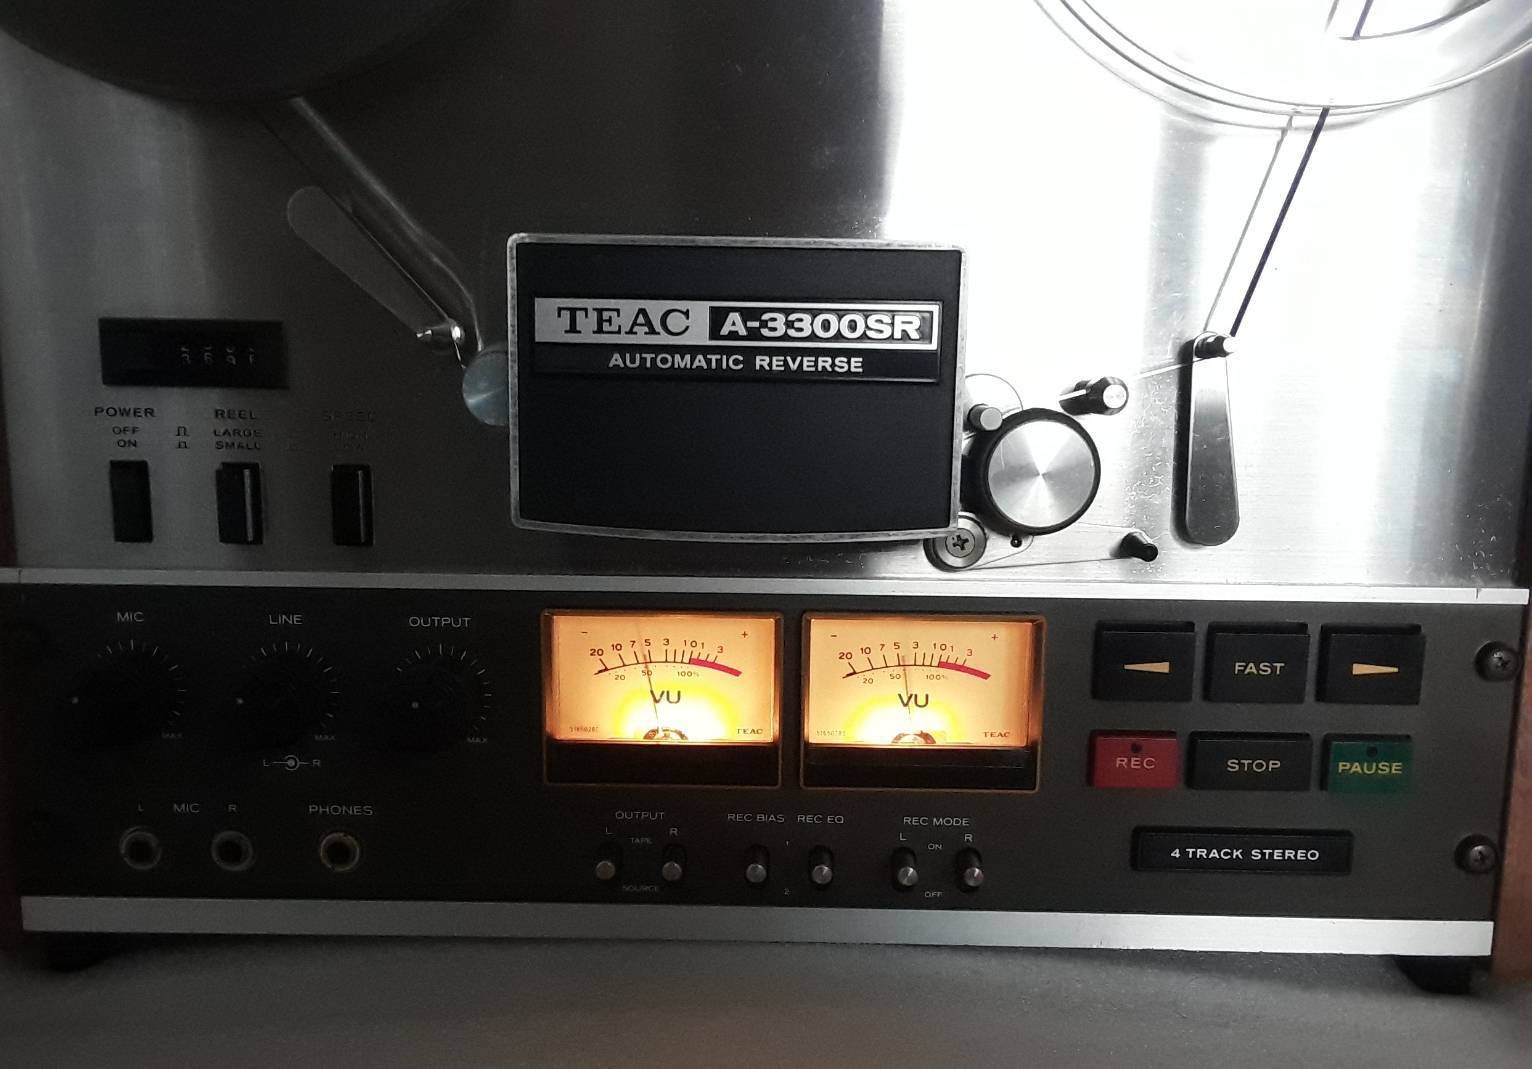 TEAC A-3300SR
AUTOMATIC REVERSE
POWER
OFF
ON
REEL
LARGE
SMALL
SPEED
MIC
LINE
OUTPUT
MAX
MAX
MAX
L R
L MIC R
PHONES
- +
20 10 7 5 3 1 0 1 3
20 50 100%
VU
TEAC
- +
20 10 7 5 3 1 0 1 3
20 50 100%
VU
TEAC
FAST
REC
STOP
PAUSE
OUTPUT
L R
TAPE
SOURCE
REC BIAS REC EQ
1
2
REC MODE
L R
ON
OFF
4 TRACK STEREO